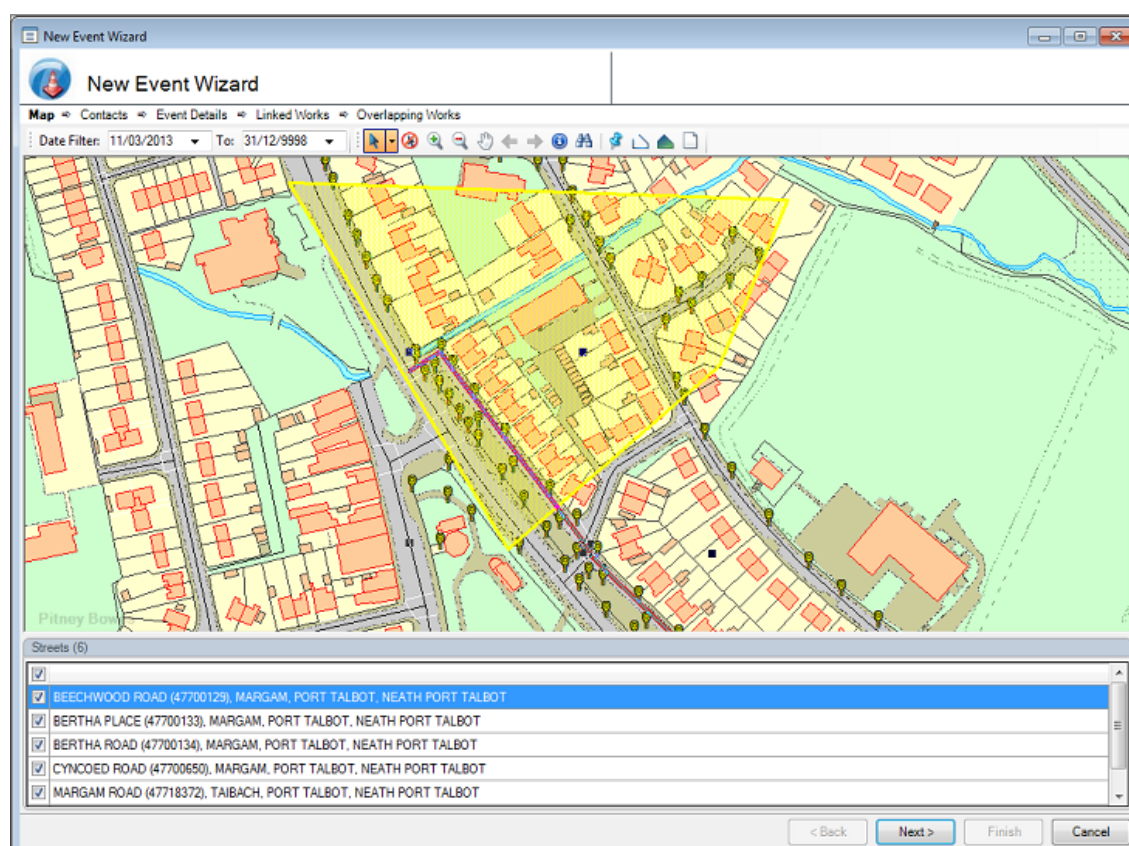 New Event Wizard
New Event Wizard
Map ⇨ Contacts ⇨ Event Details ⇨ Linked Works ⇨ Overlapping Works
Date Filter: 11/03/2013 To: 31/12/9998
Pitney Bow
Streets (6)
BEECHWOOD ROAD (47700129), MARGAM, PORT TALBOT, NEATH PORT TALBOT
BERTHA PLACE (47700133), MARGAM, PORT TALBOT, NEATH PORT TALBOT
BERTHA ROAD (47700134), MARGAM, PORT TALBOT, NEATH PORT TALBOT
CYNCOED ROAD (47700650), MARGAM, PORT TALBOT, NEATH PORT TALBOT
MARGAM ROAD (47718372), TAIBACH, PORT TALBOT, NEATH PORT TALBOT
< Back Next > Finish Cancel